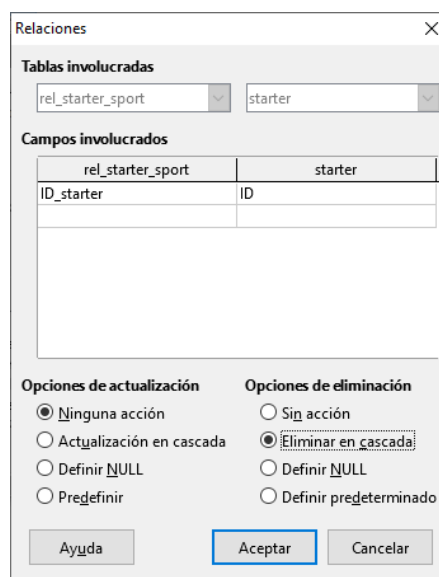 Relaciones
Tablas involucradas
rel_starter_sport starter
Campos involucrados
rel_starter_sport starter
ID_starter ID
Opciones de actualización Opciones de eliminación
Ninguna acción Sin acción
Actualización en cascada Eliminar en cascada
Definir NULL Definir NULL
Predefinir Definir predeterminado
Ayuda Aceptar Cancelar